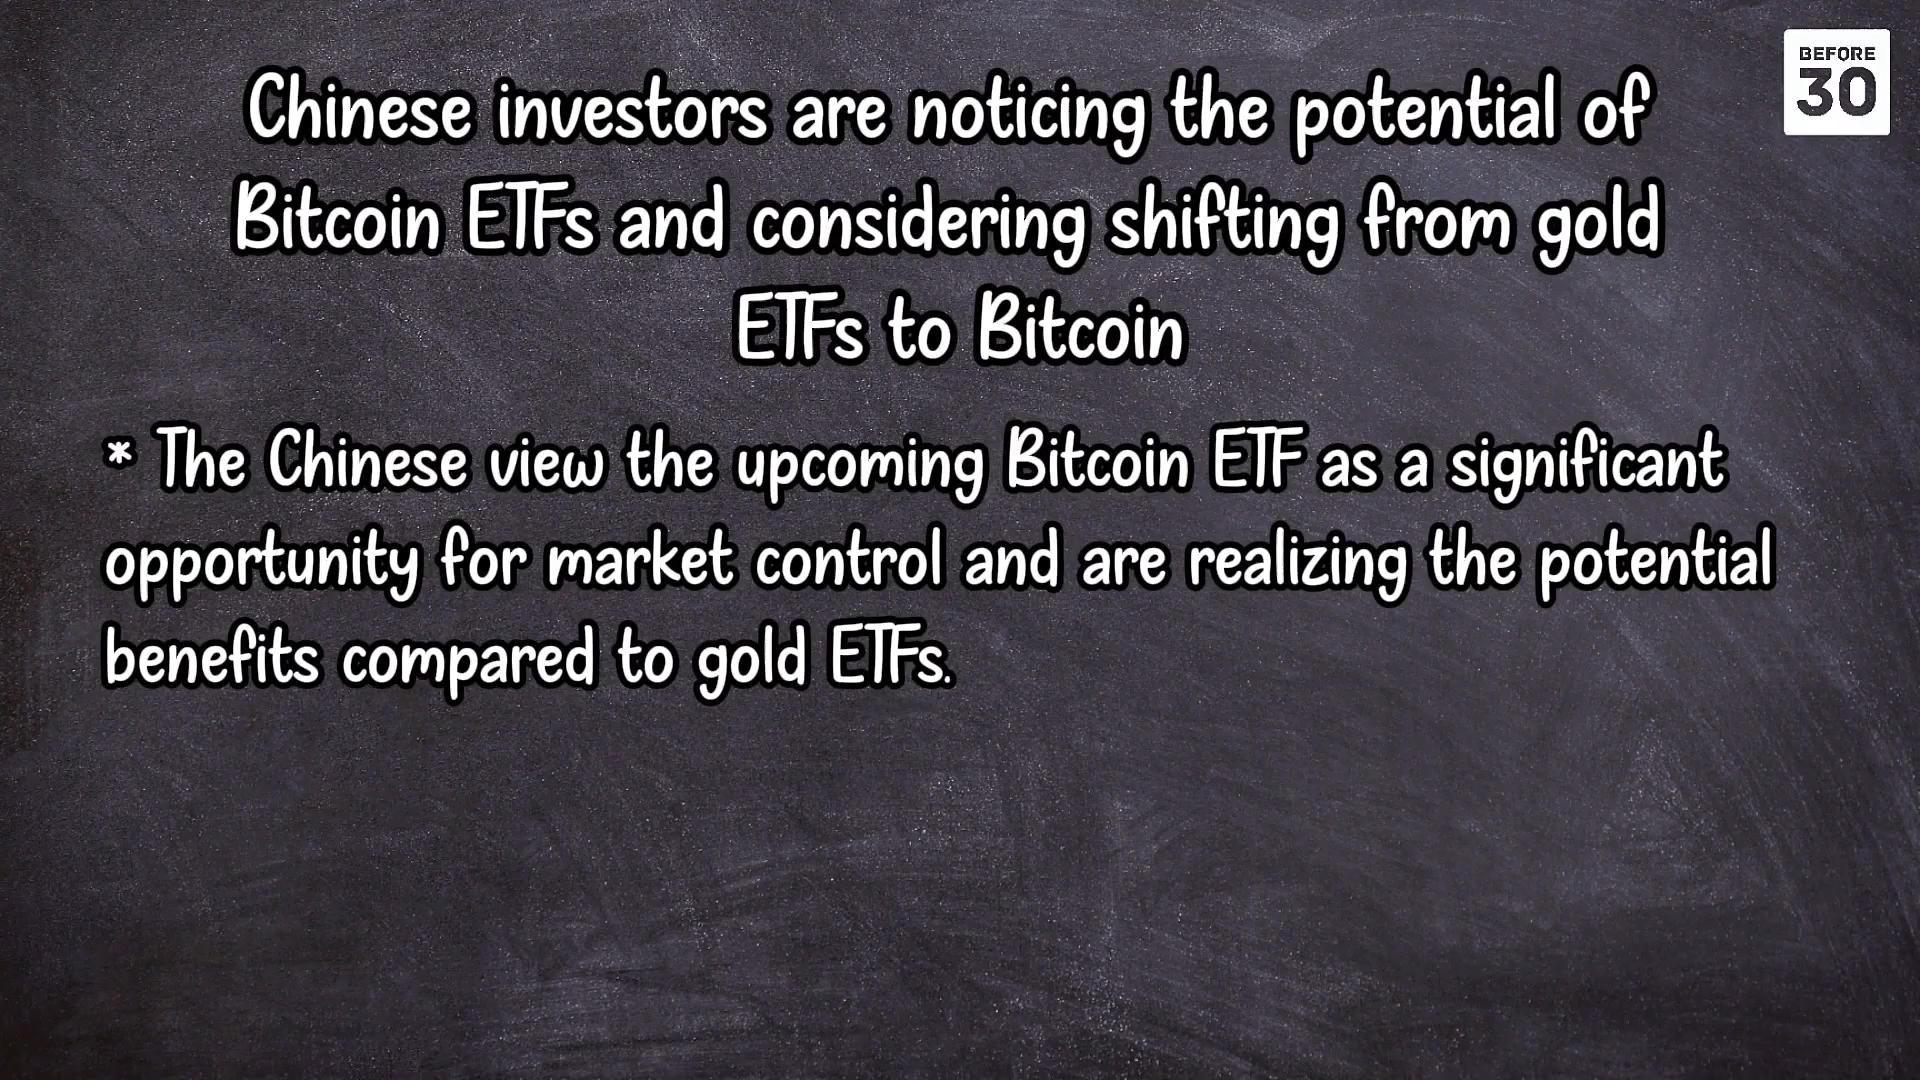 BEFORE
30
Chinese investors are noticing the potential of
Bitcoin ETFs and considering shifting from gold
ETFs to Bitcoin
* The Chinese view the upcoming Bitcoin ETF as a significant
opportunity for market control and are realizing the potential
benefits compared to gold ETFs.